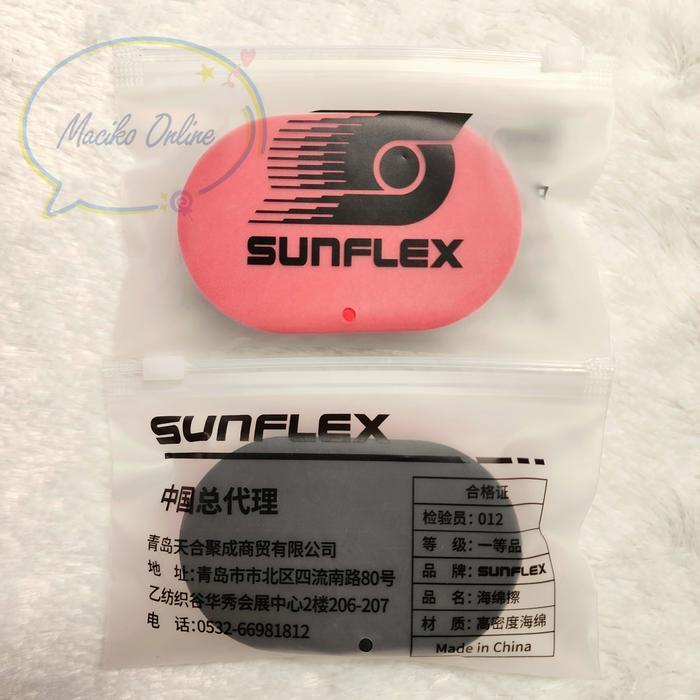 Maciko Online
SUNFLEX
SUNFLEX
中国总代理
青岛天合聚成商贸有限公司
地 址:青岛市市北区四流南路80号
乙纺织谷华秀会展中心2楼206-207
电 话:0532-66981812
合格证
检验员:012
等 级:一等品
品 牌:SUNFLEX
品 名:海绵擦
材 质:高密度海绵
Made in China